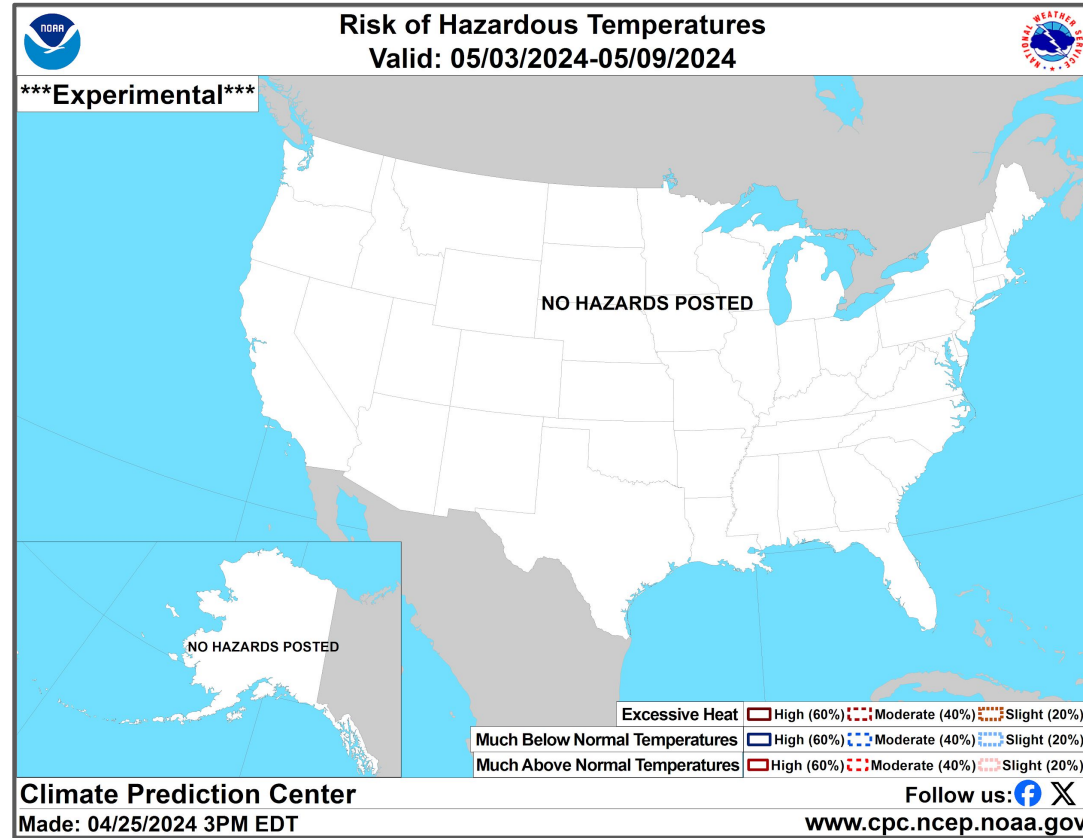 NOAA
Risk of Hazardous Temperatures
Valid: 05/03/2024-05/09/2024
NATIONAL WEATHER SERVICE
***Experimental***
NO HAZARDS POSTED
NO HAZARDS POSTED
Excessive Heat High (60%) Moderate (40%) Slight (20%)
Much Below Normal Temperatures High (60%) Moderate (40%) Slight (20%)
Much Above Normal Temperatures High (60%) Moderate (40%) Slight (20%)
Climate Prediction Center
Follow us:
Made: 04/25/2024 3PM EDT
www.cpc.ncep.noaa.gov